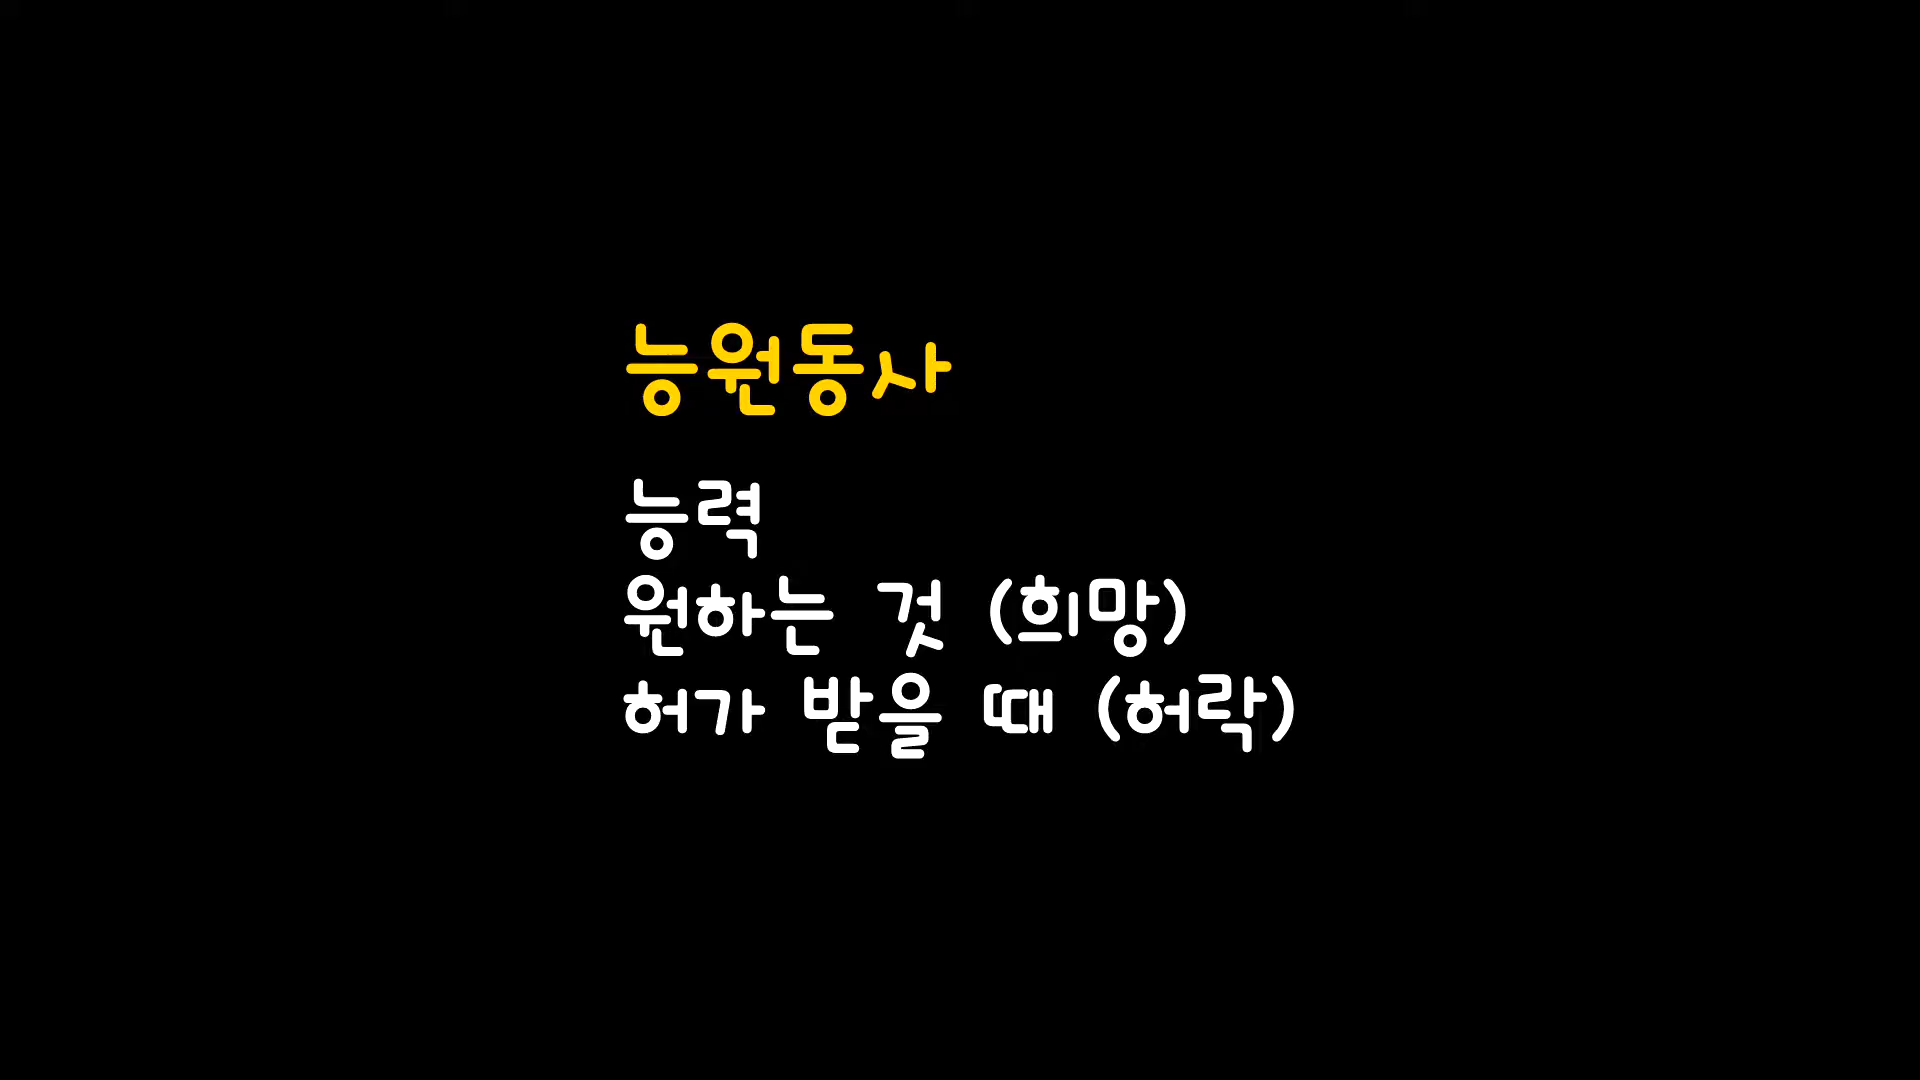 능원동사
능력
원하는 것 (희망)
허가 받을 때 (허락)